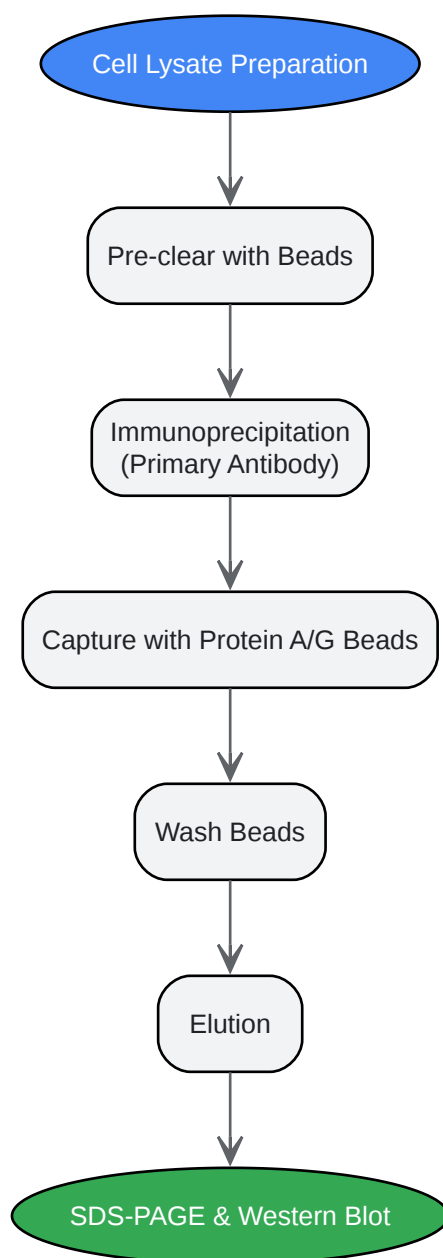 Cell Lysate Preparation
Pre-clear with Beads
Immunoprecipitation
(Primary Antibody)
Capture with Protein A/G Beads
Wash Beads
Elution
SDS-PAGE & Western Blot